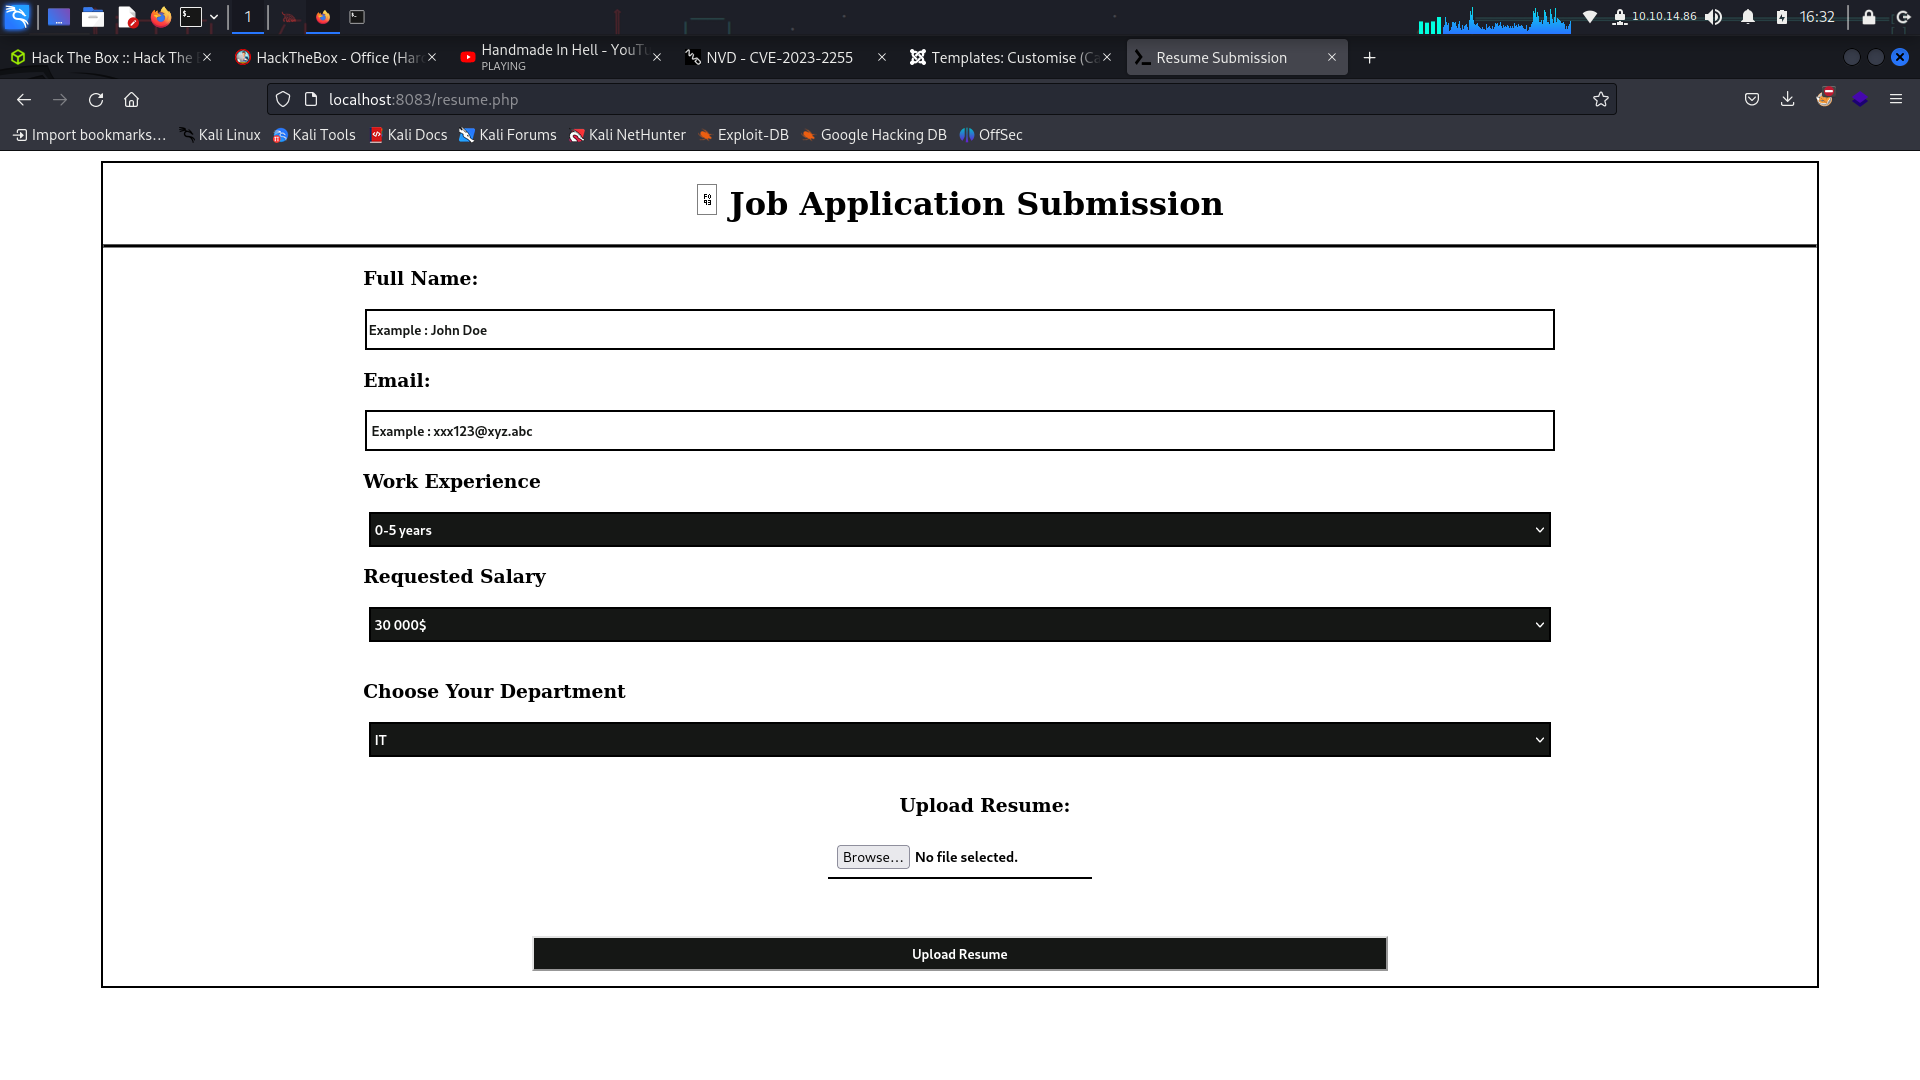 1
10.10.14.86
16:32
Hack The Box :: Hack The
HackTheBox - Office (Har
Handmade In Hell - YouTu
PLAYING
NVD - CVE-2023-2255
Templates: Customise (Ca
Resume Submission
localhost:8083/resume.php
Import bookmarks...
Kali Linux
Kali Tools
Kali Docs
Kali Forums
Kali NetHunter
Exploit-DB
Google Hacking DB
OffSec
Job Application Submission
Full Name:
Example : John Doe
Email:
Example : xxx123@xyz.abc
Work Experience
0-5 years
Requested Salary
30 000$
Choose Your Department
IT
Upload Resume:
Browse... No file selected.
Upload Resume